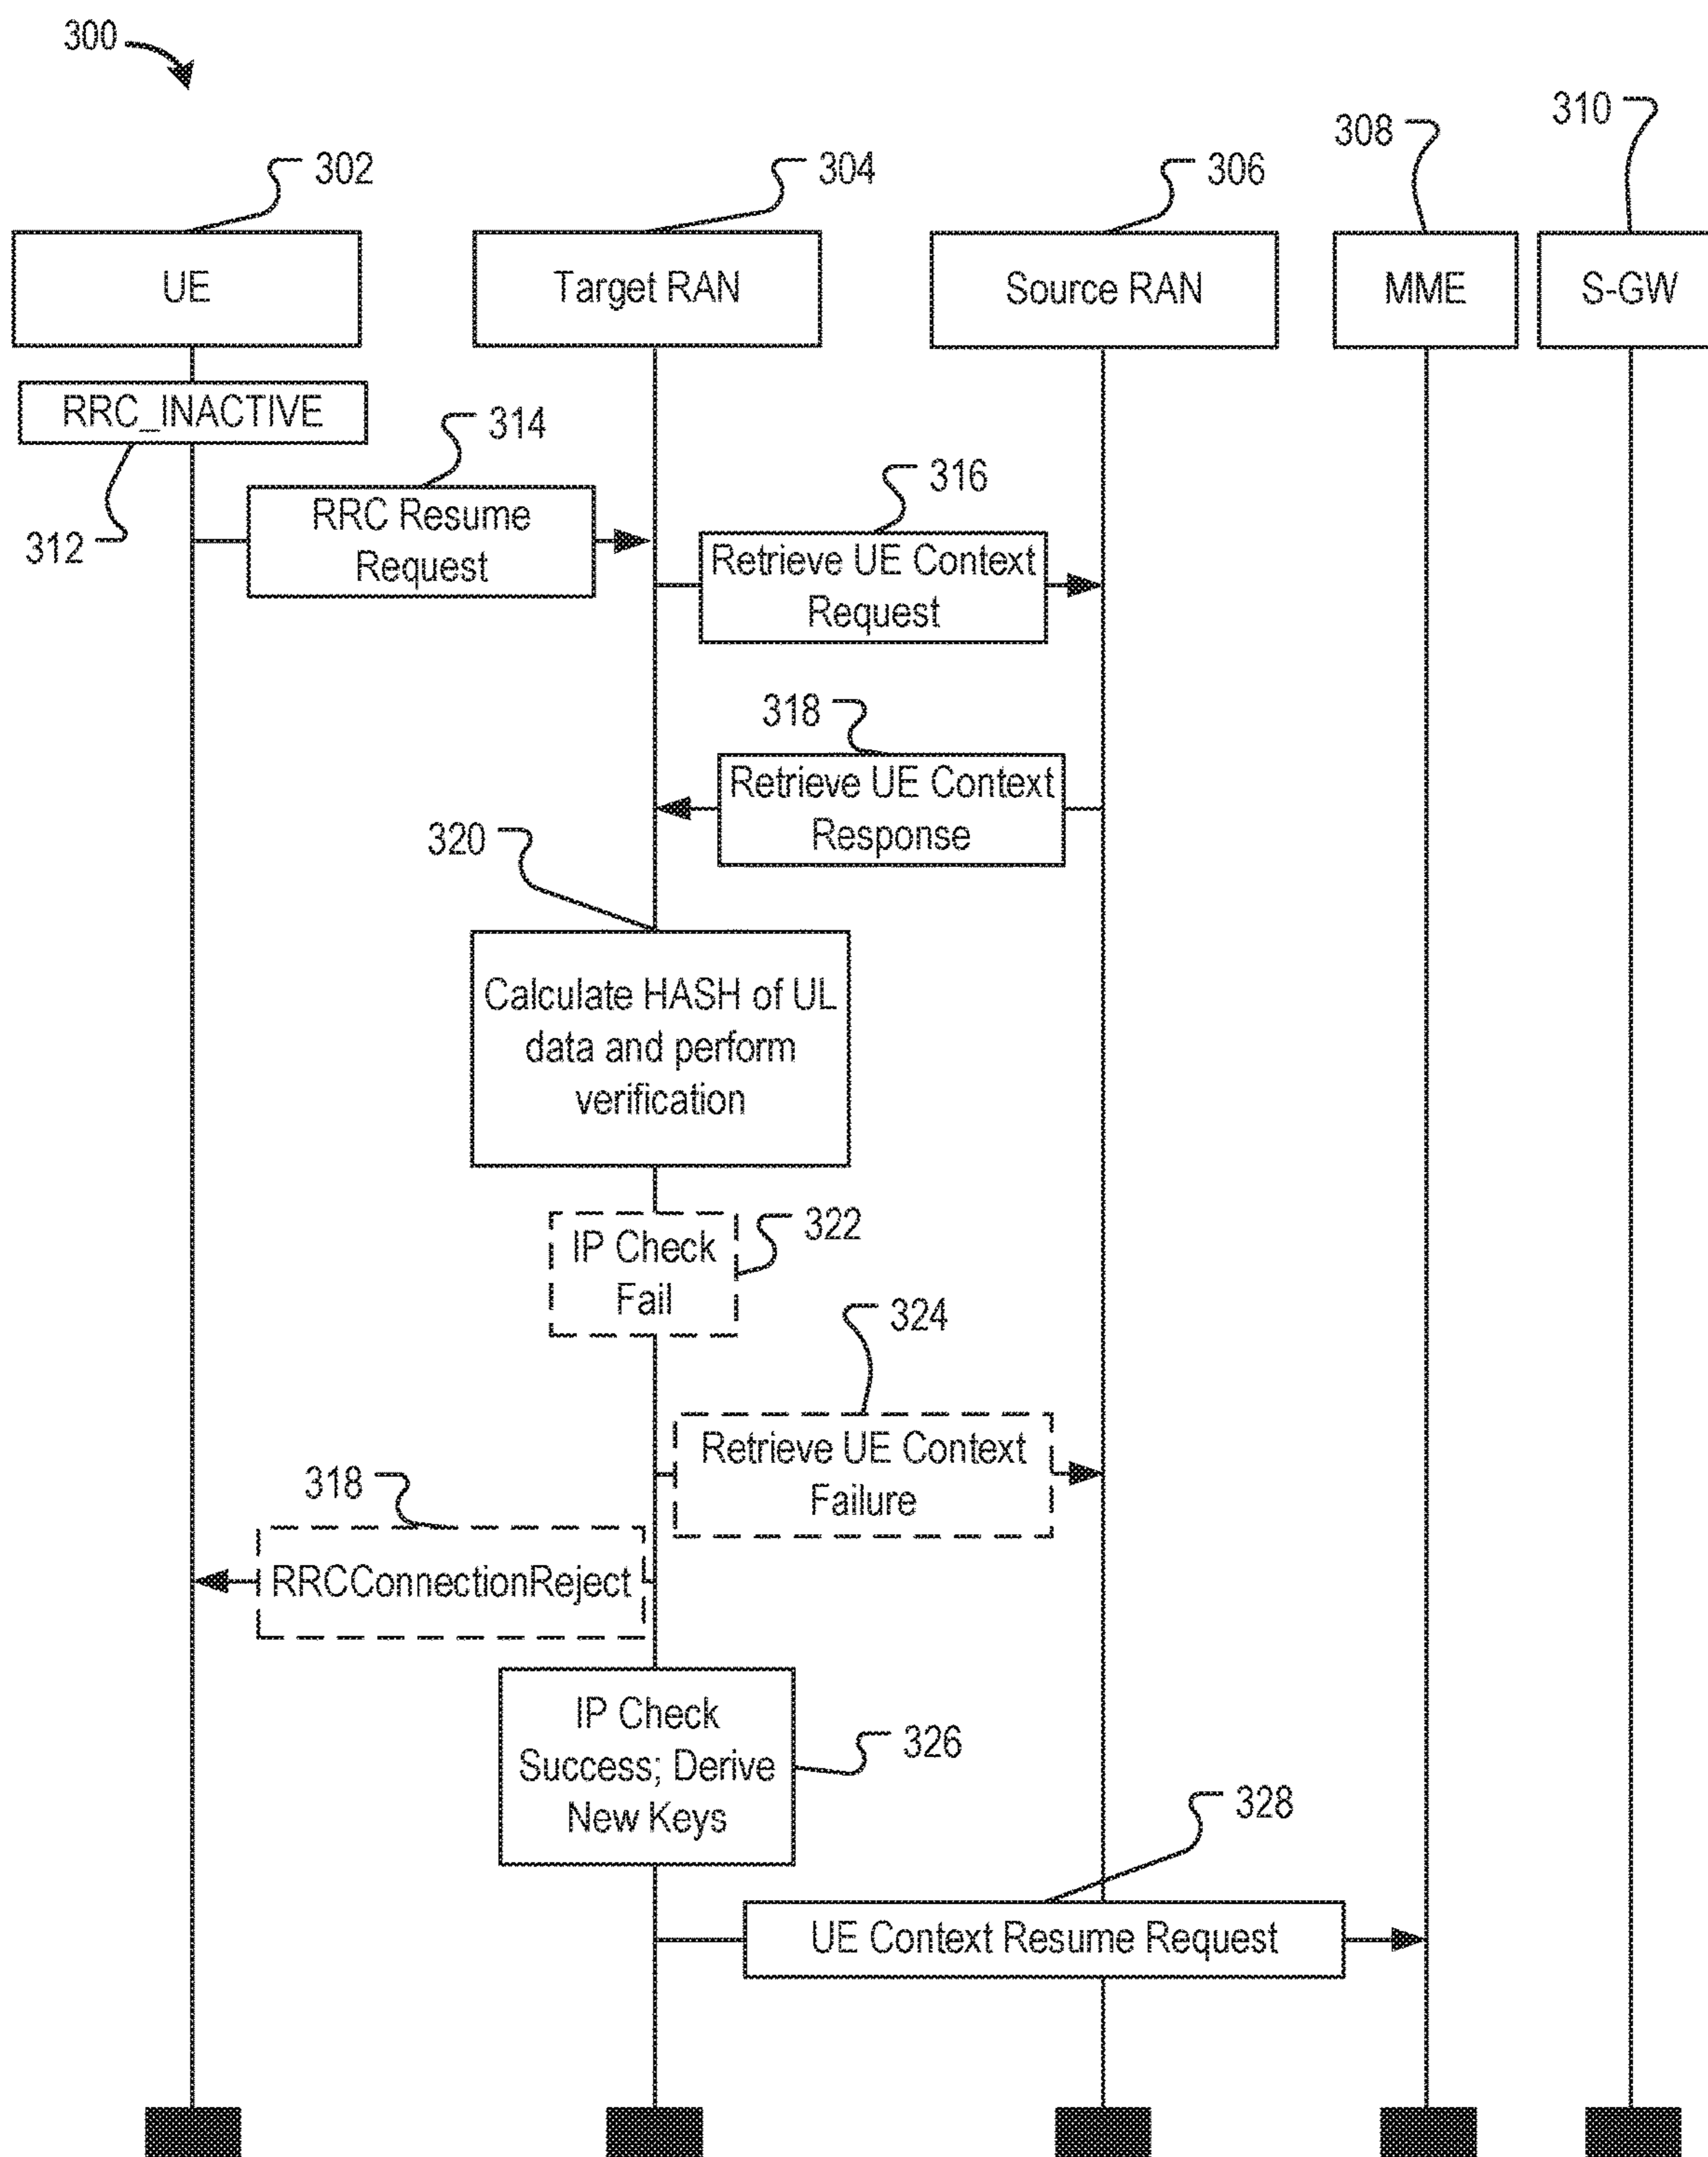 300
302
304
306
308
310
UE
Target RAN
Source RAN
MME
S-GW
RRC_INACTIVE
312
314
RRC Resume
Request
316
Retrieve UE Context
Request
318
Retrieve UE Context
Response
320
Calculate HASH of UL
data and perform
verification
322
IP Check
Fail
324
Retrieve UE Context
Failure
318
RRCConnectionReject
IP Check
Success; Derive
New Keys
326
328
UE Context Resume Request